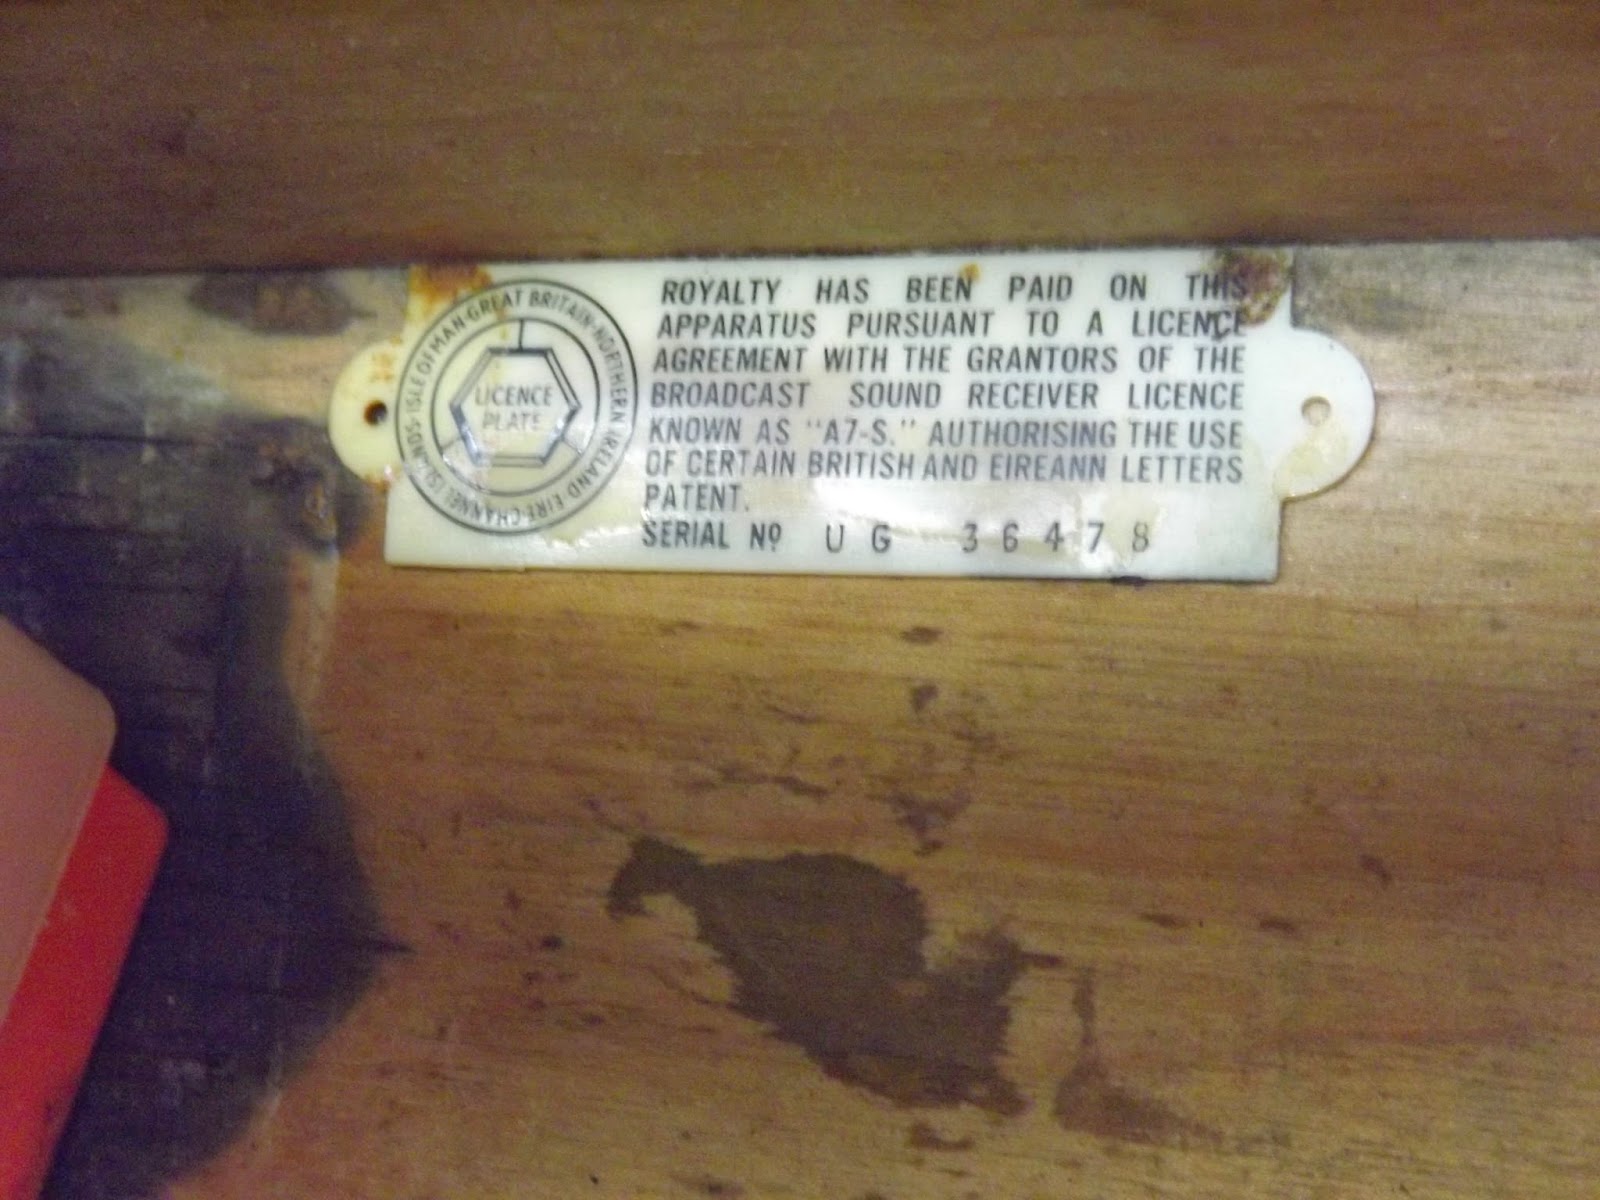 GREAT BRITAIN·NORTHERN IRELAND·EIRE·CHANNEL ISLANDS·ISLE OF MAN·
LICENCE
PLATE
ROYALTY HAS BEEN PAID ON THIS
APPARATUS PURSUANT TO A LICENCE
AGREEMENT WITH THE GRANTORS OF THE
BROADCAST SOUND RECEIVER LICENCE
KNOWN AS "A7-S." AUTHORISING THE USE
OF CERTAIN BRITISH AND EIREANN LETTERS
PATENT.
SERIAL Nº UG 36478